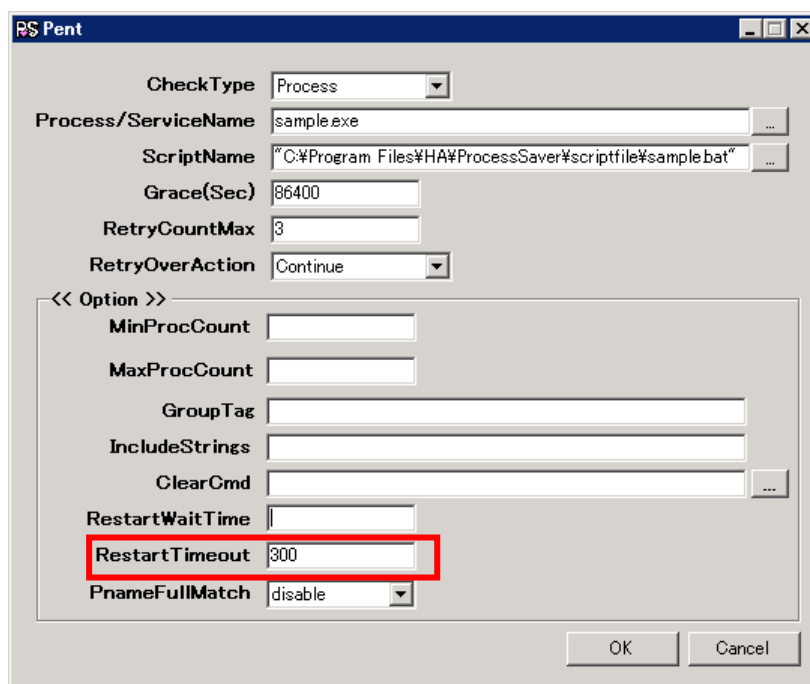 PS Pent
CheckType Process
Process/ServiceName sample.exe ...
ScriptName "C:¥Program Files¥HA¥ProcessSaver¥scriptfile¥sample.bat" ...
Grace(Sec) 86400
RetryCountMax 3
RetryOverAction Continue
<< Option >>
MinProcCount
MaxProcCount
GroupTag
IncludeStrings
ClearCmd ...
RestartWaitTime
RestartTimeout 300
PnameFullMatch disable
OK Cancel